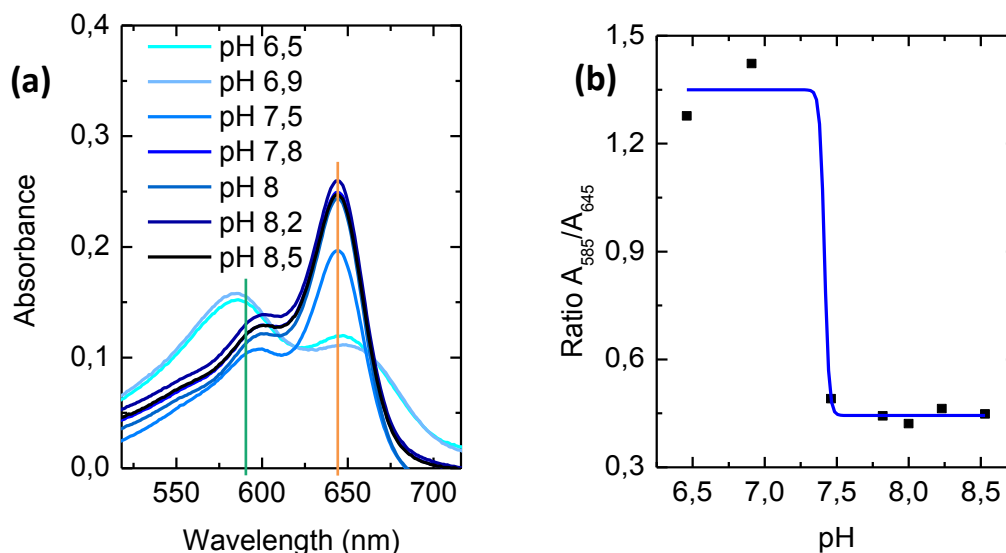 (a)
0,4
0,3
0,2
0,1
0,0
Absorbance
pH 6,5
pH 6,9
pH 7,5
pH 7,8
pH 8
pH 8,2
pH 8,5
550 600 650 700
Wavelength (nm)
(b)
1,5
1,2
0,9
0,6
0,3
Ratio A585/A645
6,5 7,0 7,5 8,0 8,5
pH